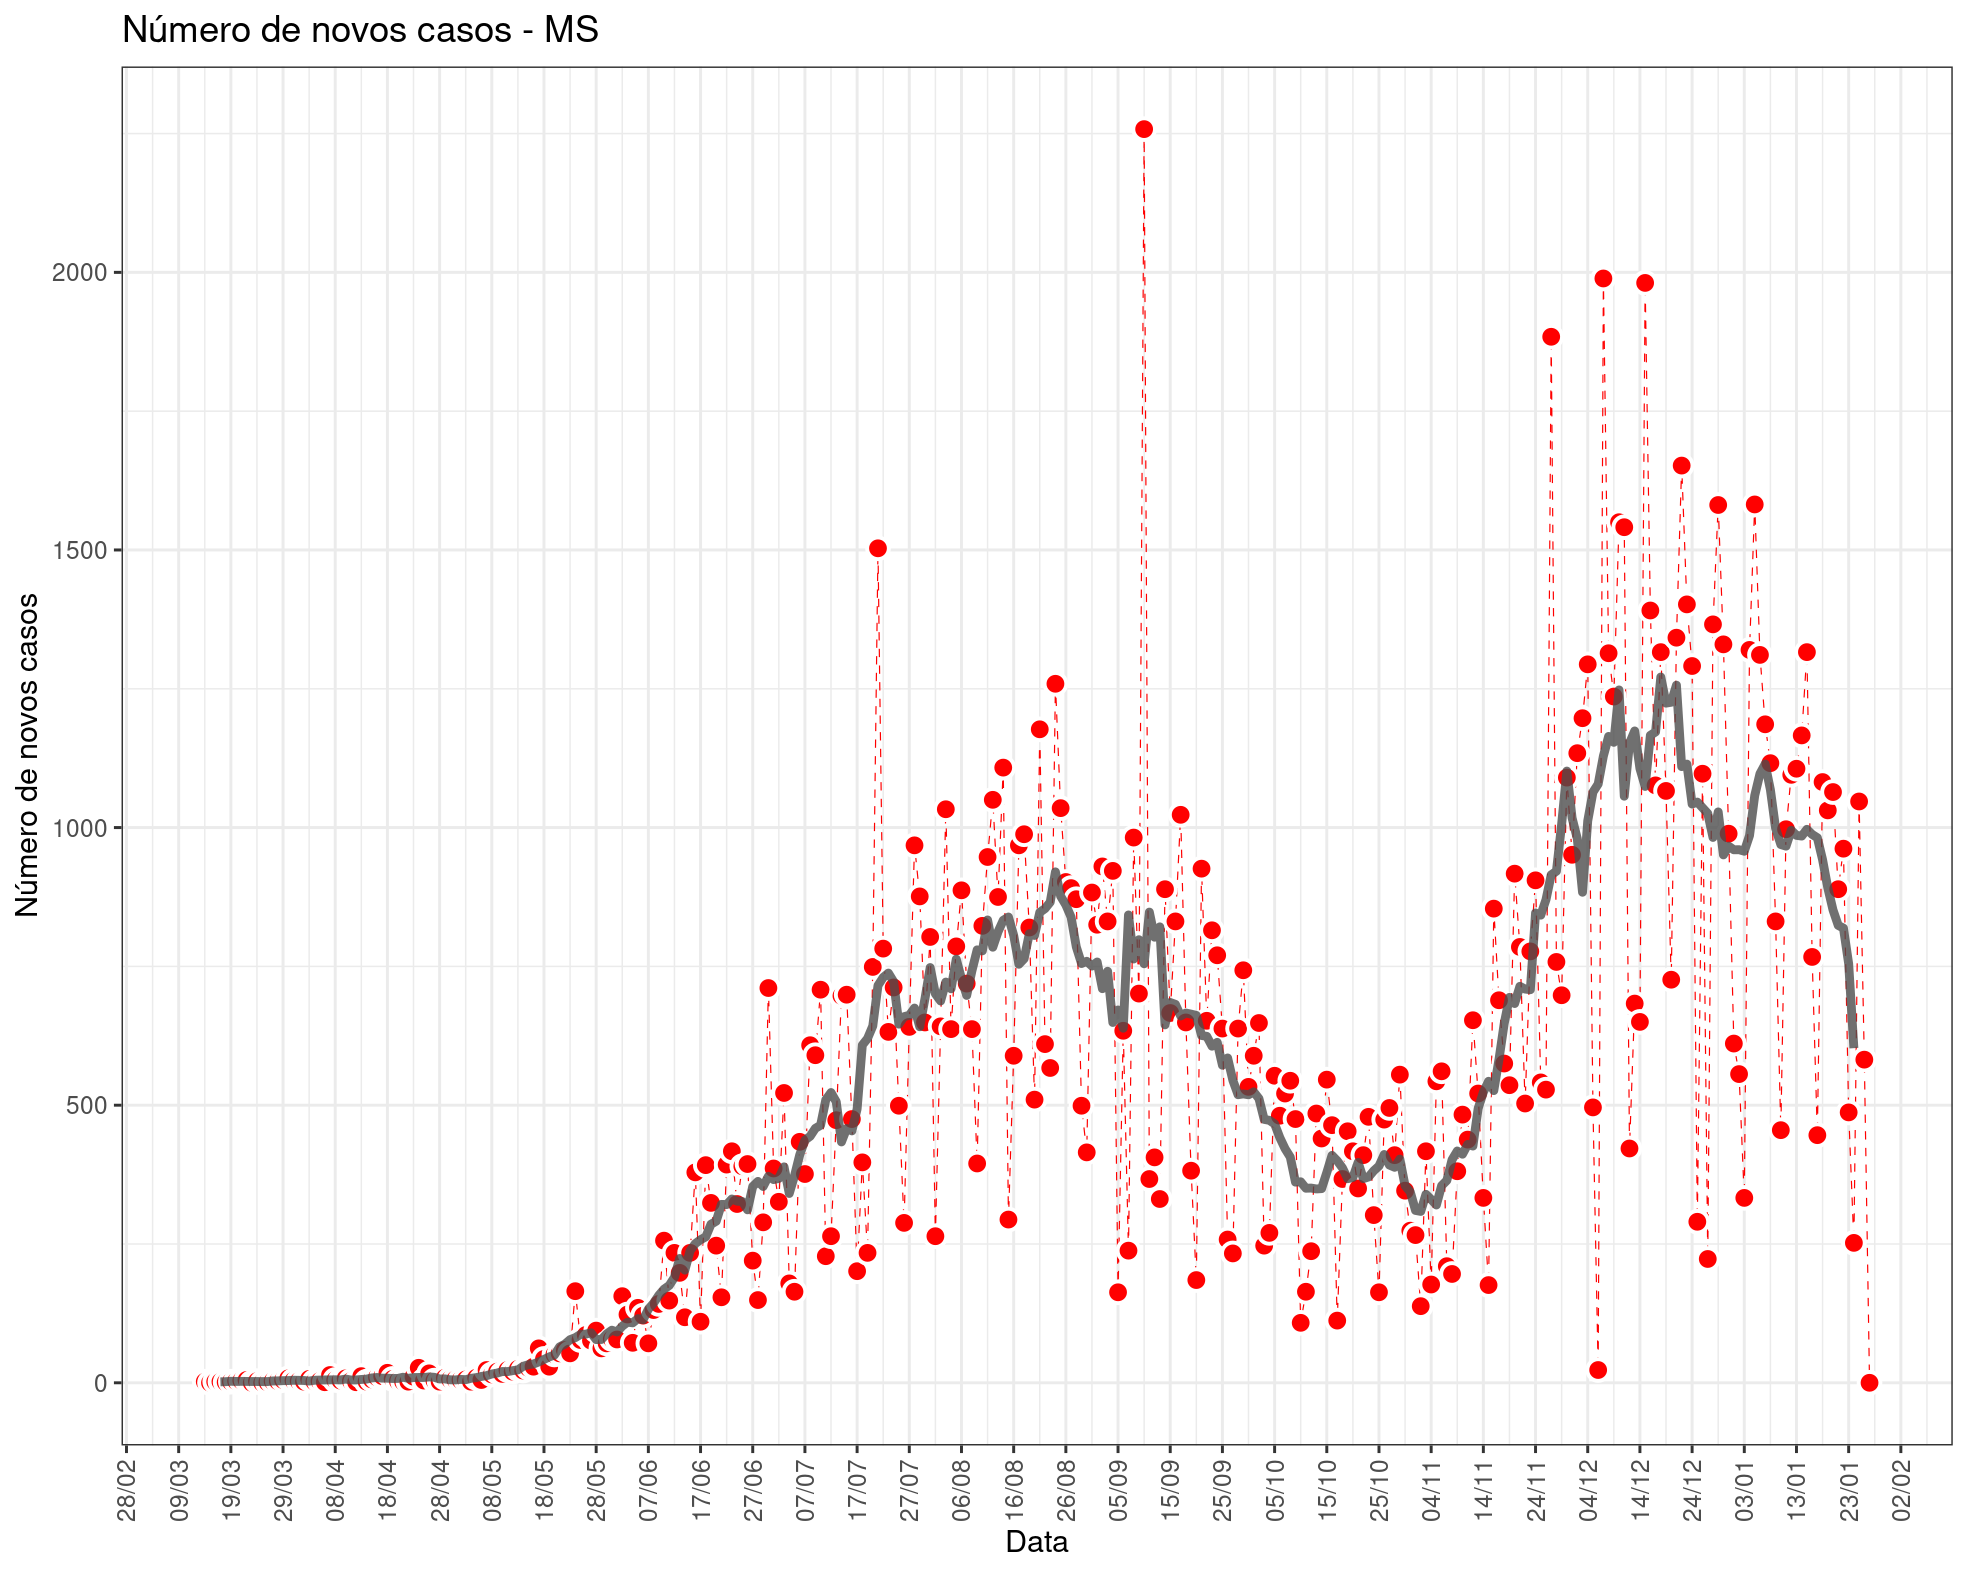 Número de novos casos - MS
Número de novos casos
2000
1500
1000
500
0
28/02 09/03 19/03 29/03 08/04 18/04 28/04 08/05 18/05 28/05 07/06 17/06 27/06 07/07 17/07 27/07 06/08 16/08 26/08 05/09 15/09 25/09 05/10 15/10 25/10 04/11 14/11 24/11 04/12 14/12 24/12 03/01 13/01 23/01 02/02
Data